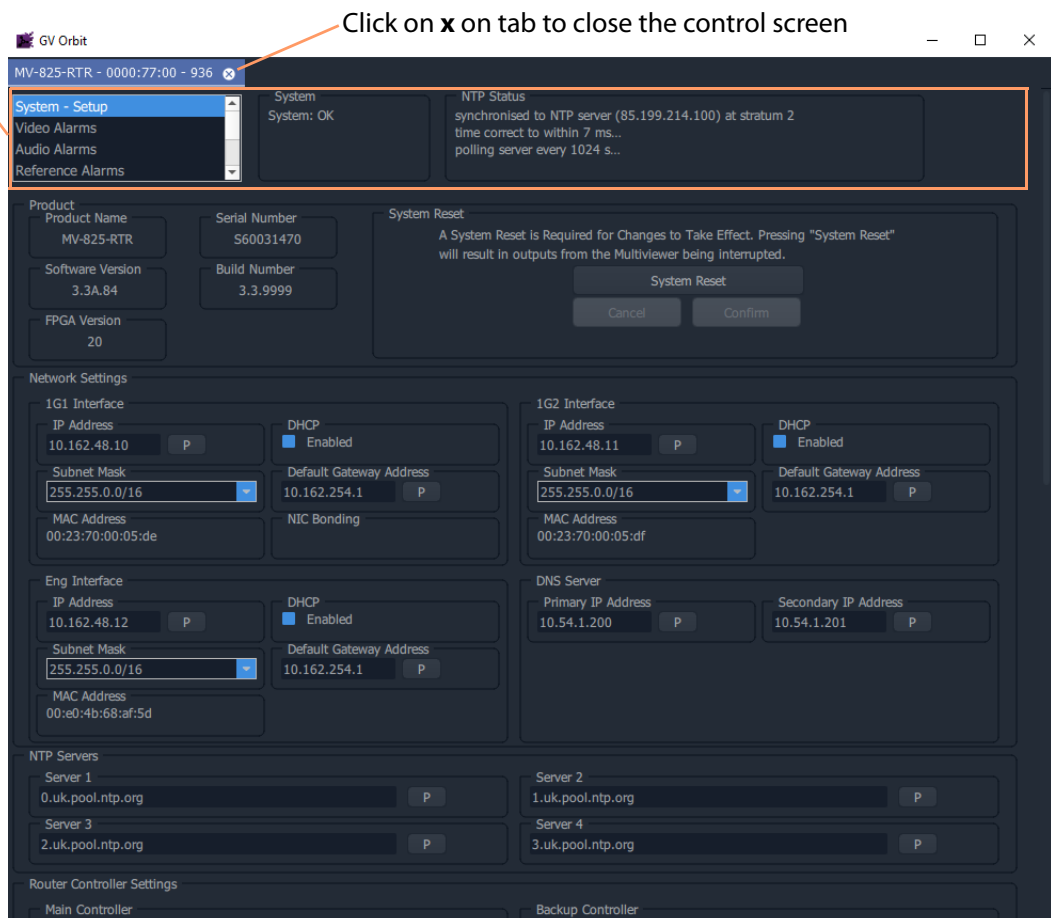 Click on x on tab to close the control screen
GV Orbit
MV-825-RTR - 0000:77:00 - 936
System - Setup
Video Alarms
Audio Alarms
Reference Alarms
System
System: OK
NTP Status
synchronised to NTP server (85.199.214.100) at stratum 2
time correct to within 7 ms...
polling server every 1024 s...
Product
Product Name
MV-825-RTR
Serial Number
S60031470
Software Version
3.3A.84
Build Number
3.3.9999
FPGA Version
20
System Reset
A System Reset is Required for Changes to Take Effect. Pressing "System Reset"
will result in outputs from the Multiviewer being interrupted.
System Reset
Cancel
Confirm
Network Settings
1G1 Interface
IP Address
10.162.48.10
P
DHCP
Enabled
Subnet Mask
255.255.0.0/16
Default Gateway Address
10.162.254.1
P
MAC Address
00:23:70:00:05:de
NIC Bonding
1G2 Interface
IP Address
10.162.48.11
P
DHCP
Enabled
Subnet Mask
255.255.0.0/16
Default Gateway Address
10.162.254.1
P
MAC Address
00:23:70:00:05:df
Eng Interface
IP Address
10.162.48.12
P
DHCP
Enabled
Subnet Mask
255.255.0.0/16
Default Gateway Address
10.162.254.1
P
MAC Address
00:e0:4b:68:af:5d
DNS Server
Primary IP Address
10.54.1.200
P
Secondary IP Address
10.54.1.201
P
NTP Servers
Server 1
0.uk.pool.ntp.org
P
Server 2
1.uk.pool.ntp.org
P
Server 3
2.uk.pool.ntp.org
P
Server 4
3.uk.pool.ntp.org
P
Router Controller Settings
Main Controller
Backup Controller